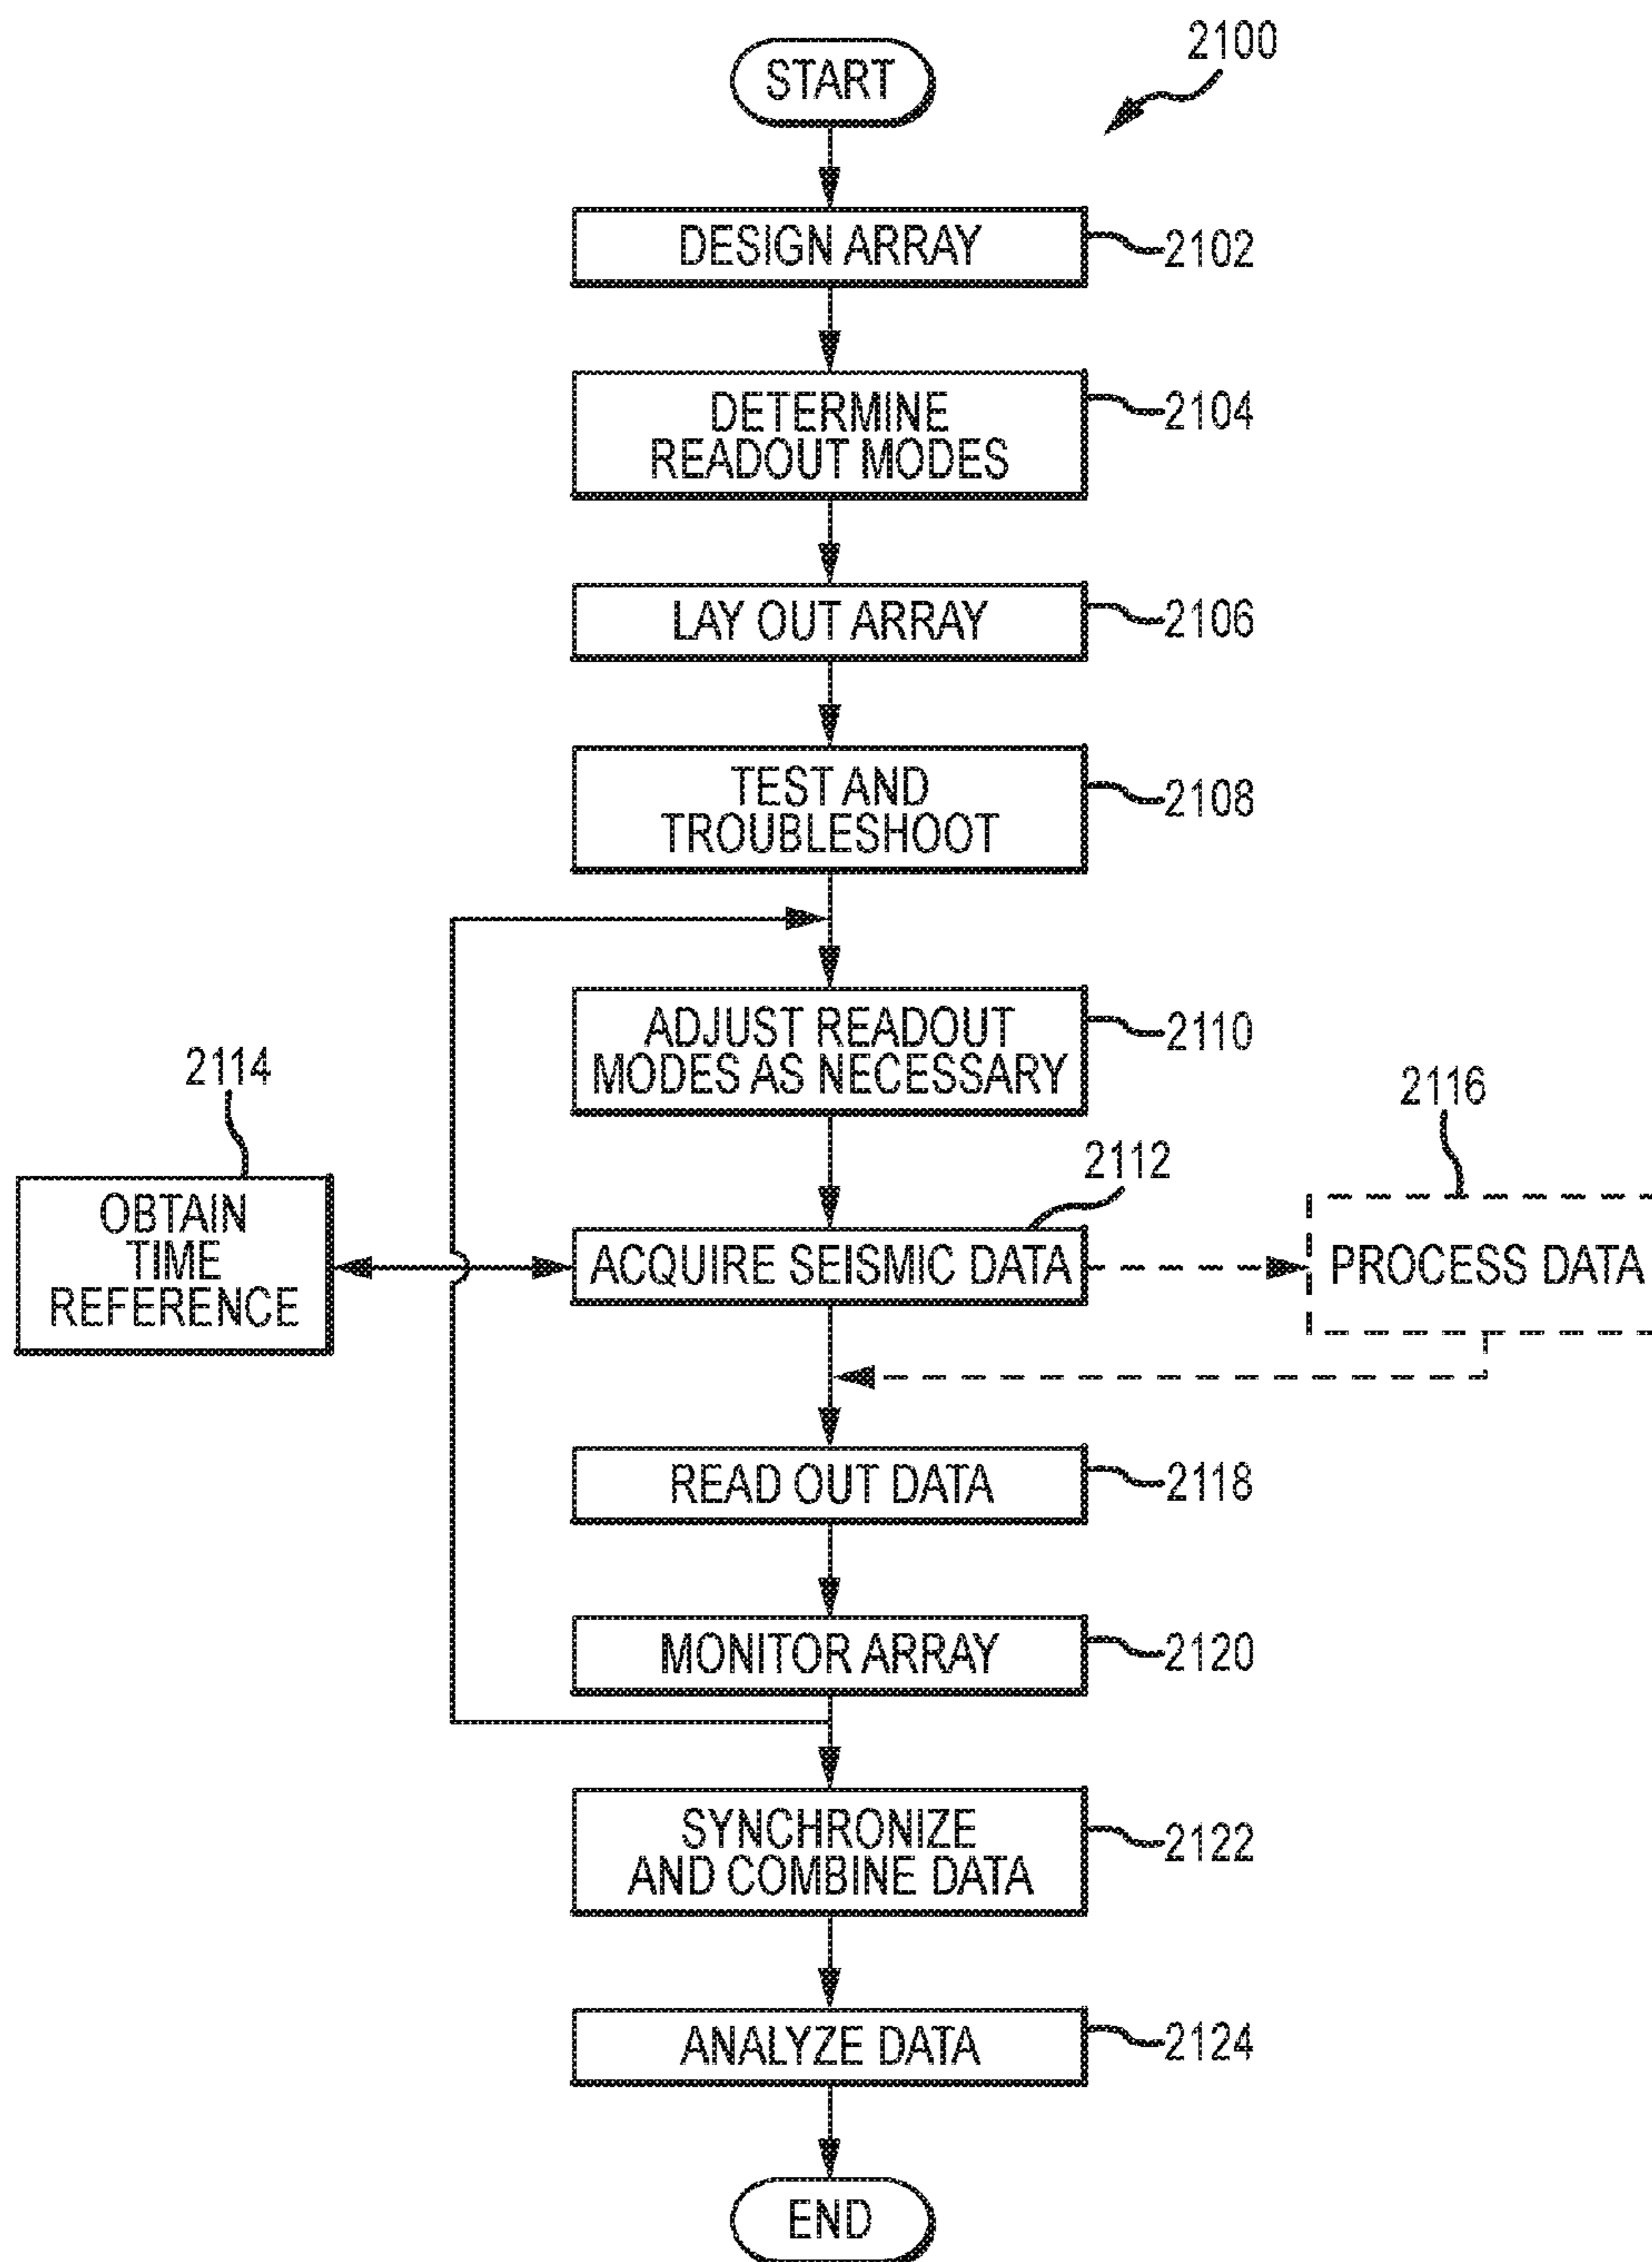 2100
START
DESIGN ARRAY
2102
DETERMINE
READOUT MODES
2104
LAY OUT ARRAY
2106
TEST AND
TROUBLESHOOT
2108
ADJUST READOUT
MODES AS NECESSARY
2110
2114
OBTAIN
TIME
REFERENCE
2112
ACQUIRE SEISMIC DATA
2116
PROCESS DATA
READ OUT DATA
2118
MONITOR ARRAY
2120
SYNCHRONIZE
AND COMBINE DATA
2122
ANALYZE DATA
2124
END